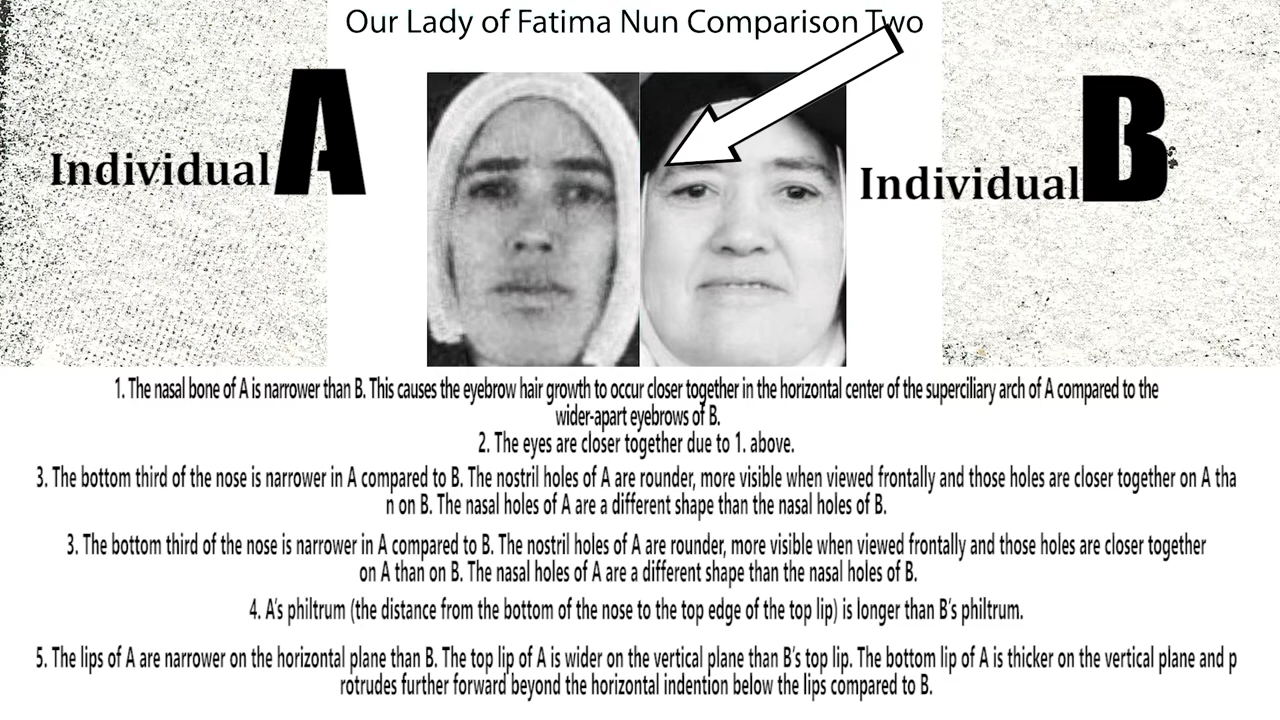 Our Lady of Fatima Nun Comparison Two
Individual A
Individual B
1. The nasal bone of A is narrower than B. This causes the eyebrow hair growth to occur closer together in the horizontal center of the superciliary arch of A compared to the
wider-apart eyebrows of B.
2. The eyes are closer together due to 1. above.
3. The bottom third of the nose is narrower in A compared to B. The nostril holes of A are rounder, more visible when viewed frontally and those holes are closer together on A tha
n on B. The nasal holes of A are a different shape than the nasal holes of B.
3. The bottom third of the nose is narrower in A compared to B. The nostril holes of A are rounder, more visible when viewed frontally and those holes are closer together
on A than on B. The nasal holes of A are a different shape than the nasal holes of B.
4. A's philtrum (the distance from the bottom of the nose to the top edge of the top lip) is longer than B's philtrum.
5. The lips of A are narrower on the horizontal plane than B. The top lip of A is wider on the vertical plane than B's top lip. The bottom lip of A is thicker on the vertical plane and p
rotrudes further forward beyond the horizontal indention below the lips compared to B.